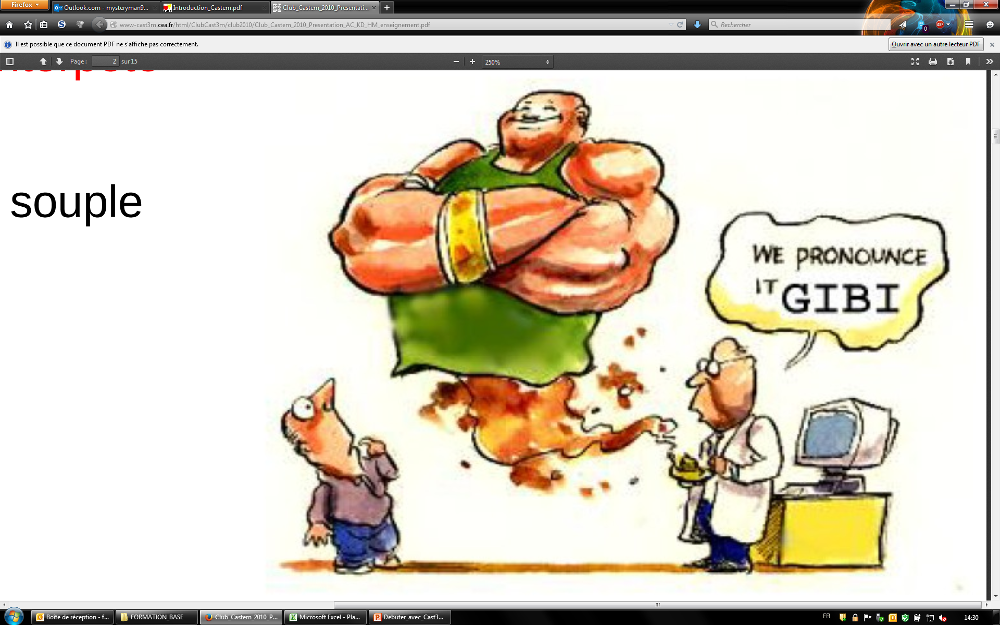 Firefox
Outlook.com - mysteryman9...
Introduction_Castem.pdf
Club_Castem_2010_Presentati...
www-cast3m.cea.fr/html/ClubCast3m/club2010/Club_Castem_2010_Presentation_AC_KD_HM_enseignement.pdf
Rechercher
ABP
0
Il est possible que ce document PDF ne s'affiche pas correctement.
Ouvrir avec un autre lecteur PDF
Page :
2
sur 15
250%
souple
WE PRONOUNCE
IT GIBI
Boîte de réception - f...
FORMATION_BASE
Club_Castem_2010_P...
Microsoft Excel - Pla...
Debuter_avec_Cast3...
FR
14:30